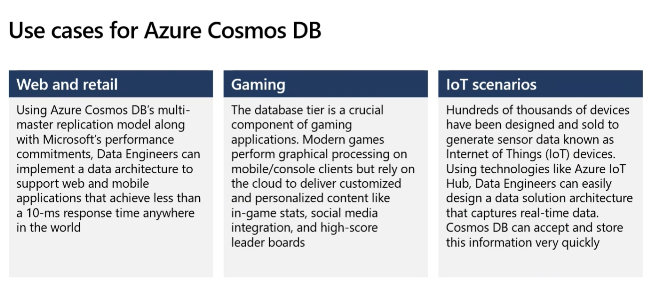 Use cases for Azure Cosmos DB
Web and retail
Using Azure Cosmos DB's multi-
master replication model along
with Microsoft's performance
commitments, Data Engineers can
implement a data architecture to
support web and mobile
applications that achieve less than
a 10-ms response time anywhere
in the world
Gaming
The database tier is a crucial
component of gaming
applications. Modern games
perform graphical processing on
mobile/console clients but rely on
the cloud to deliver customized
and personalized content like
in-game stats, social media
integration, and high-score
leader boards
IoT scenarios
Hundreds of thousands of devices
have been designed and sold to
generate sensor data known as
Internet of Things (IoT) devices.
Using technologies like Azure IoT
Hub, Data Engineers can easily
design a data solution architecture
that captures real-time data.
Cosmos DB can accept and store
this information very quickly